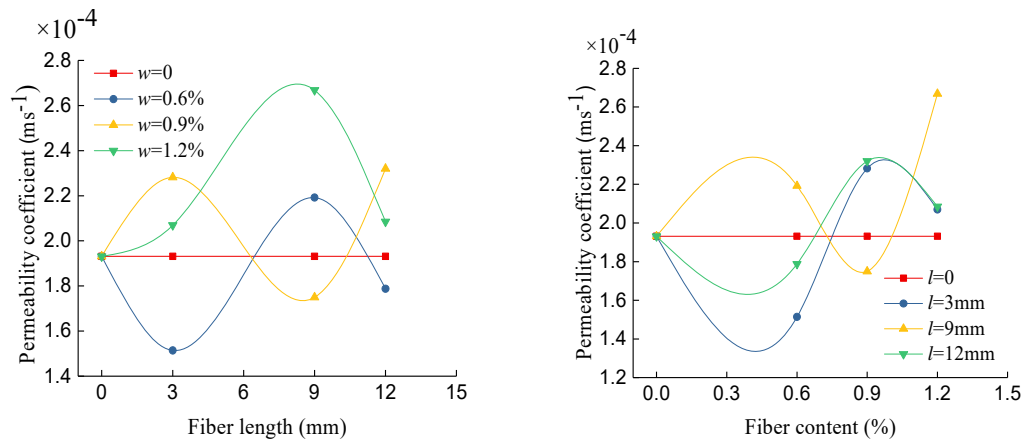 ×10⁻⁴
Permeability coefficient (ms⁻¹)
2.8
2.6
2.4
2.2
2.0
1.8
1.6
1.4
w=0
w=0.6%
w=0.9%
w=1.2%
0 3 6 9 12 15
Fiber length (mm)
×10⁻⁴
Permeability coefficient (ms⁻¹)
2.8
2.6
2.4
2.2
2.0
1.8
1.6
1.4
1.2
l=0
l=3mm
l=9mm
l=12mm
0.0 0.3 0.6 0.9 1.2 1.5
Fiber content (%)